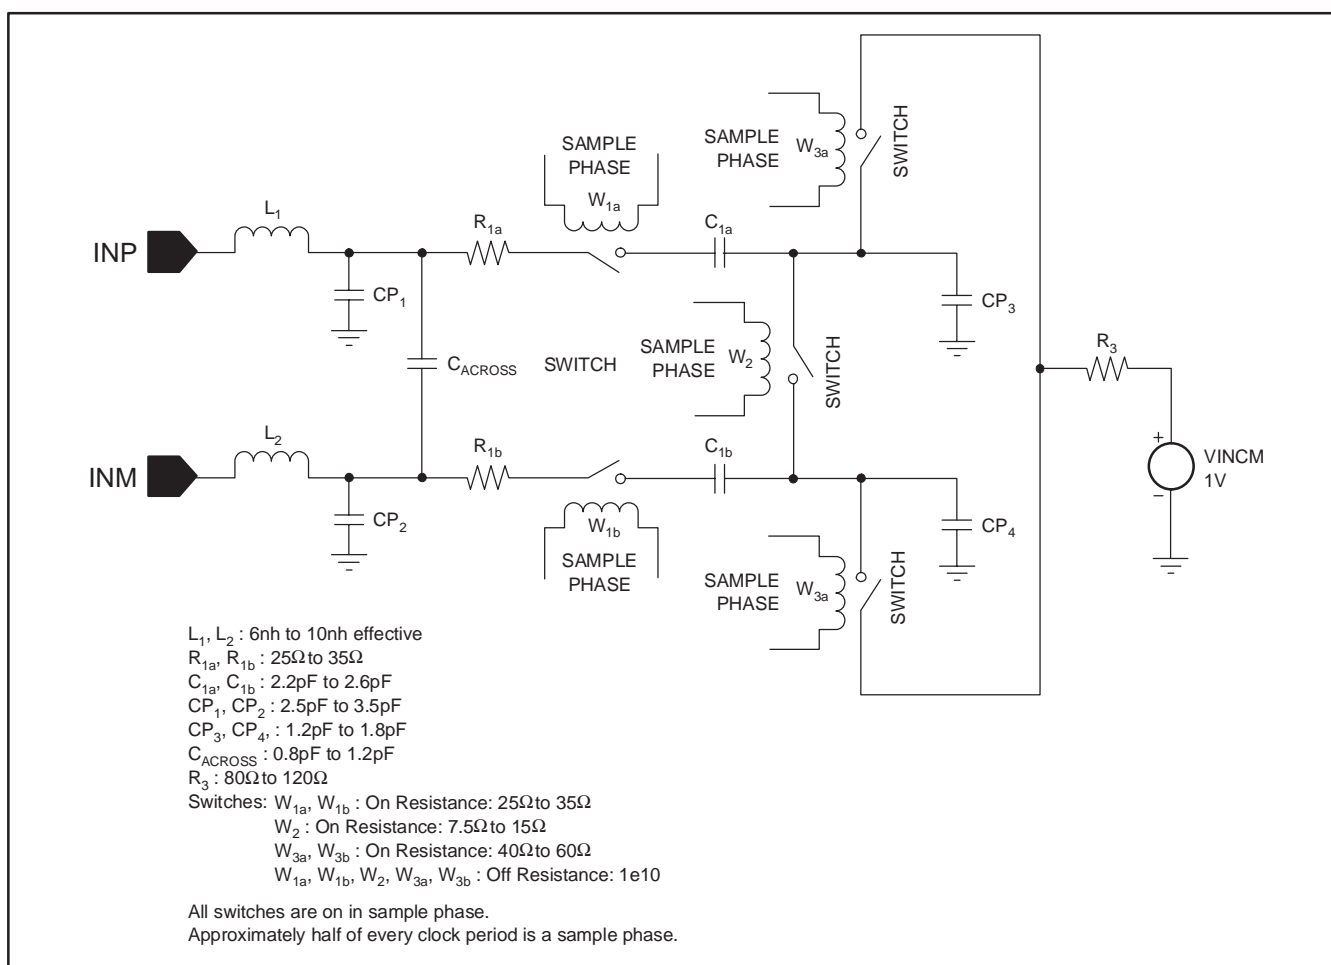 SAMPLE
PHASE
W3a
SWITCH
SAMPLE
PHASE
W1a
L1
R1a
C1a
INP
CP1
CP3
SAMPLE
PHASE
W2
SWITCH
CACROSS
SWITCH
R3
L2
R1b
C1b
INM
+
−
VINCM
1V
CP2
W1b
CP4
SAMPLE
PHASE
SAMPLE
PHASE
W3a
SWITCH
L1, L2 : 6nh to 10nh effective
R1a, R1b : 25Ω to 35Ω
C1a, C1b : 2.2pF to 2.6pF
CP1, CP2 : 2.5pF to 3.5pF
CP3, CP4, : 1.2pF to 1.8pF
CACROSS : 0.8pF to 1.2pF
R3 : 80Ω to 120Ω
Switches: W1a, W1b : On Resistance: 25Ω to 35Ω
W2 : On Resistance: 7.5Ω to 15Ω
W3a, W3b : On Resistance: 40Ω to 60Ω
W1a, W1b, W2, W3a, W3b : Off Resistance: 1e10
All switches are on in sample phase.
Approximately half of every clock period is a sample phase.